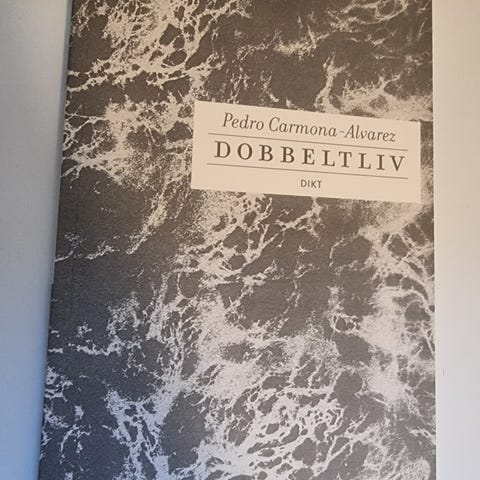 Pedro Carmona-Alvarez
DOBBELTLIV
DIKT